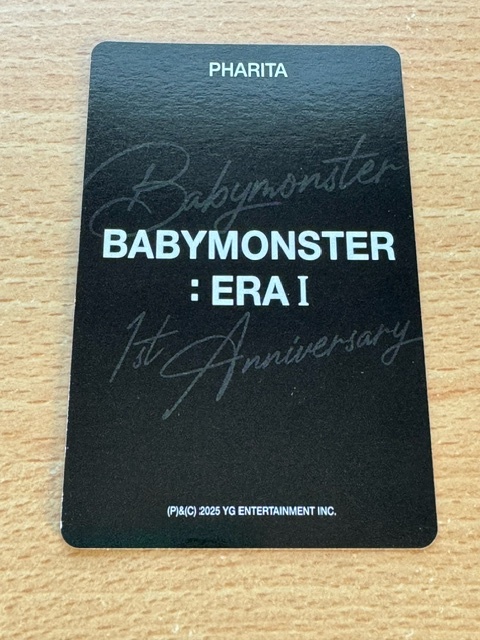 PHARITA
Babymonster
BABYMONSTER
: ERA I
1st Anniversary
(P)&(C) 2025 YG ENTERTAINMENT INC.